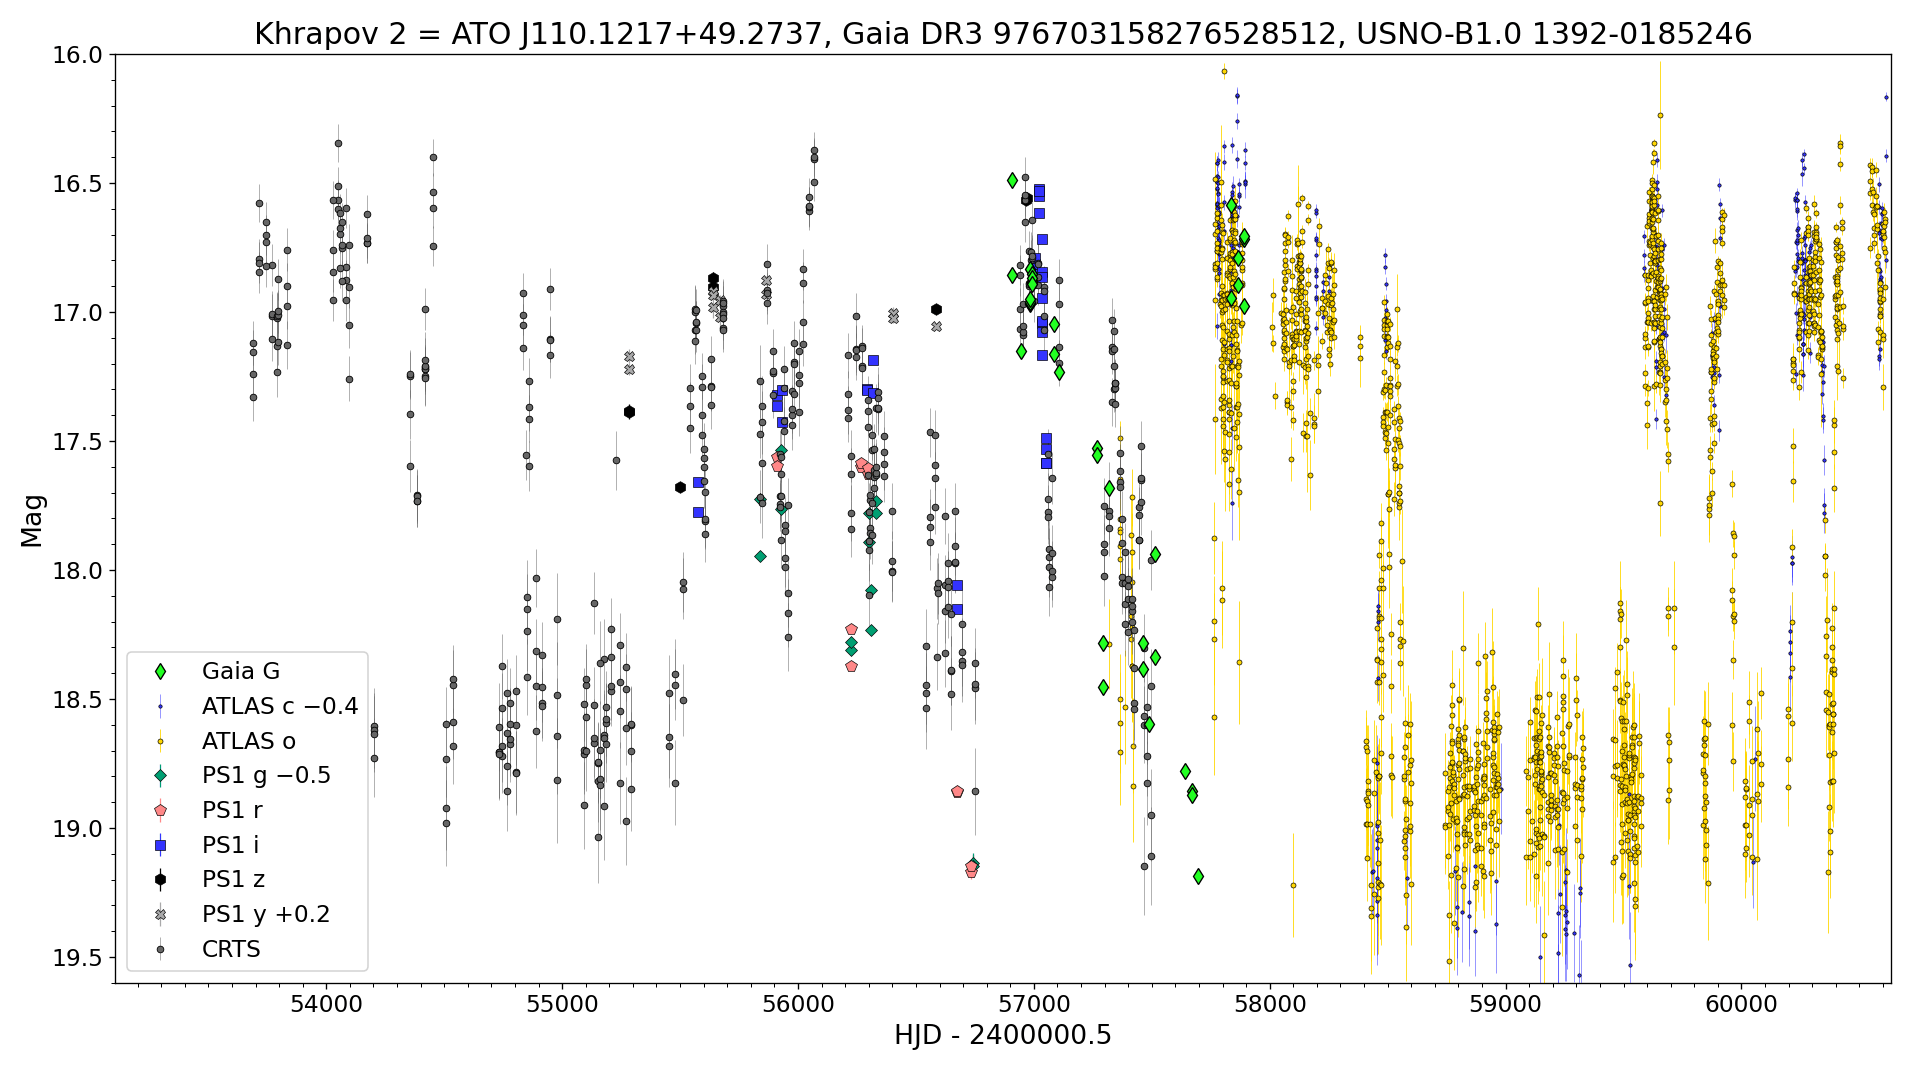 Khrapov 2 = ATO J110.1217+49.2737, Gaia DR3 976703158276528512, USNO-B1.0 1392-0185246
16.0
16.5
17.0
17.5
18.0
18.5
19.0
19.5
Mag
Gaia G
ATLAS c −0.4
ATLAS o
PS1 g −0.5
PS1 r
PS1 i
PS1 z
PS1 y +0.2
CRTS
54000
55000
56000
57000
58000
59000
60000
HJD - 2400000.5